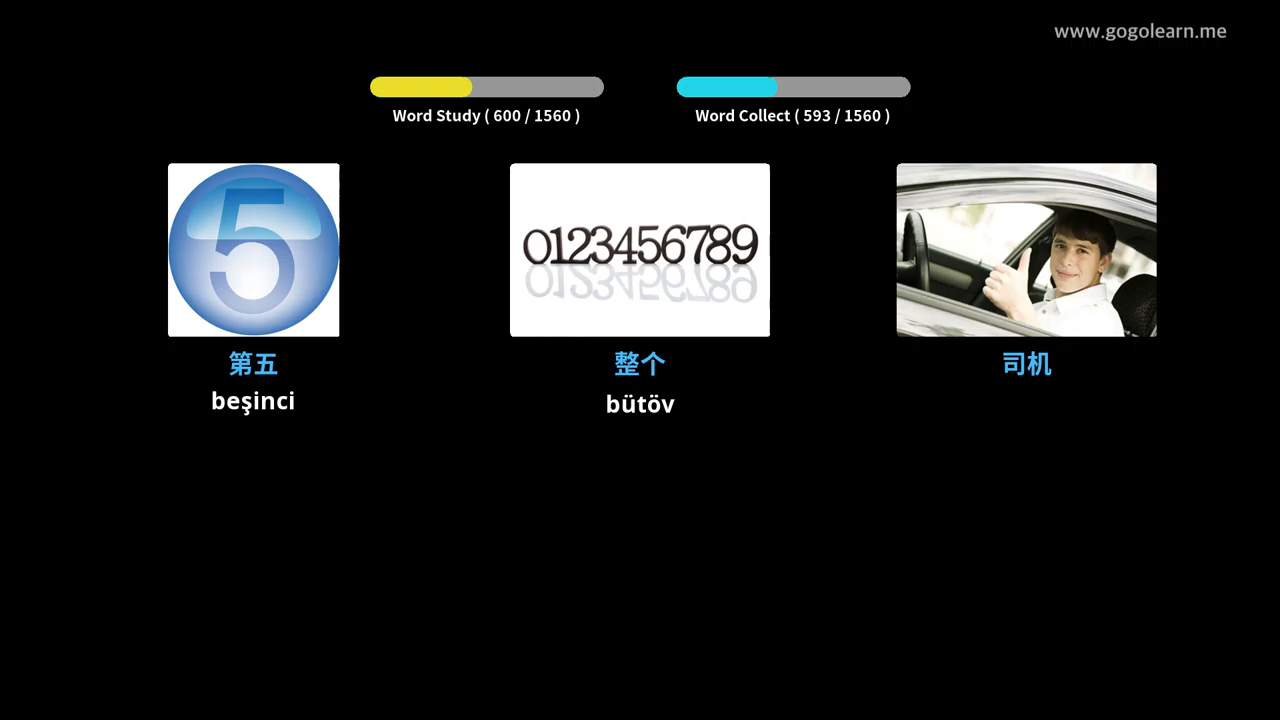 www.gogolearn.me
Word Study ( 600 / 1560 )
Word Collect ( 593 / 1560 )
5
0123456789
第五
整个
司机
beşinci
bütöv